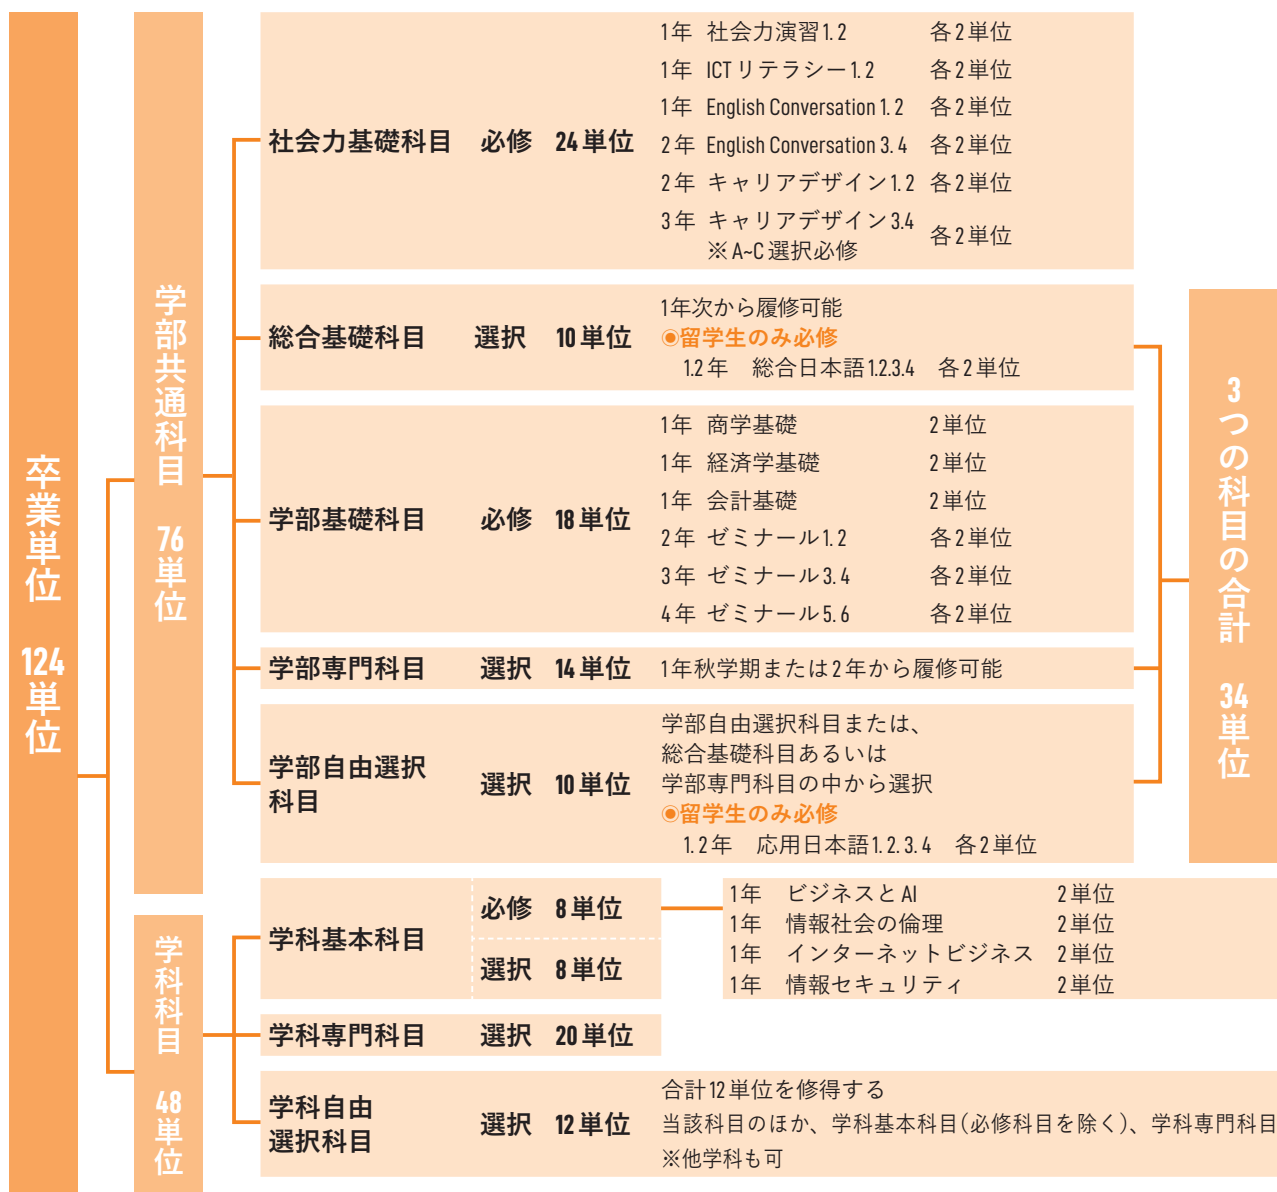 卒業単位 124単位
学部共通科目 76単位
社会力基礎科目 必修 24単位
1年 社会力演習1.2 各2単位
1年 ICTリテラシー1.2 各2単位
1年 English Conversation 1.2 各2単位
2年 English Conversation 3.4 各2単位
2年 キャリアデザイン1.2 各2単位
3年 キャリアデザイン3.4 各2単位
※A~C選択必修
総合基礎科目 選択 10単位
1年次から履修可能
◉留学生のみ必修
1.2年 総合日本語1.2.3.4 各2単位
学部基礎科目 必修 18単位
1年 商学基礎 2単位
1年 経済学基礎 2単位
1年 会計基礎 2単位
2年 ゼミナール1.2 各2単位
3年 ゼミナール3.4 各2単位
4年 ゼミナール5.6 各2単位
学部専門科目 選択 14単位 1年秋学期または2年から履修可能
学部自由選択
科目
選択 10単位
学部自由選択科目または、
総合基礎科目あるいは
学部専門科目の中から選択
◉留学生のみ必修
1.2年 応用日本語1.2.3.4 各2単位
3つの科目の合計 34単位
学科科目 48単位
学科基本科目
必修 8単位
選択 8単位
1年 ビジネスとAI 2単位
1年 情報社会の倫理 2単位
1年 インターネットビジネス 2単位
1年 情報セキュリティ 2単位
学科専門科目 選択 20単位
学科自由
選択科目
選択 12単位
合計12単位を修得する
当該科目のほか、学科基本科目(必修科目を除く)、学科専門科目
※他学科も可